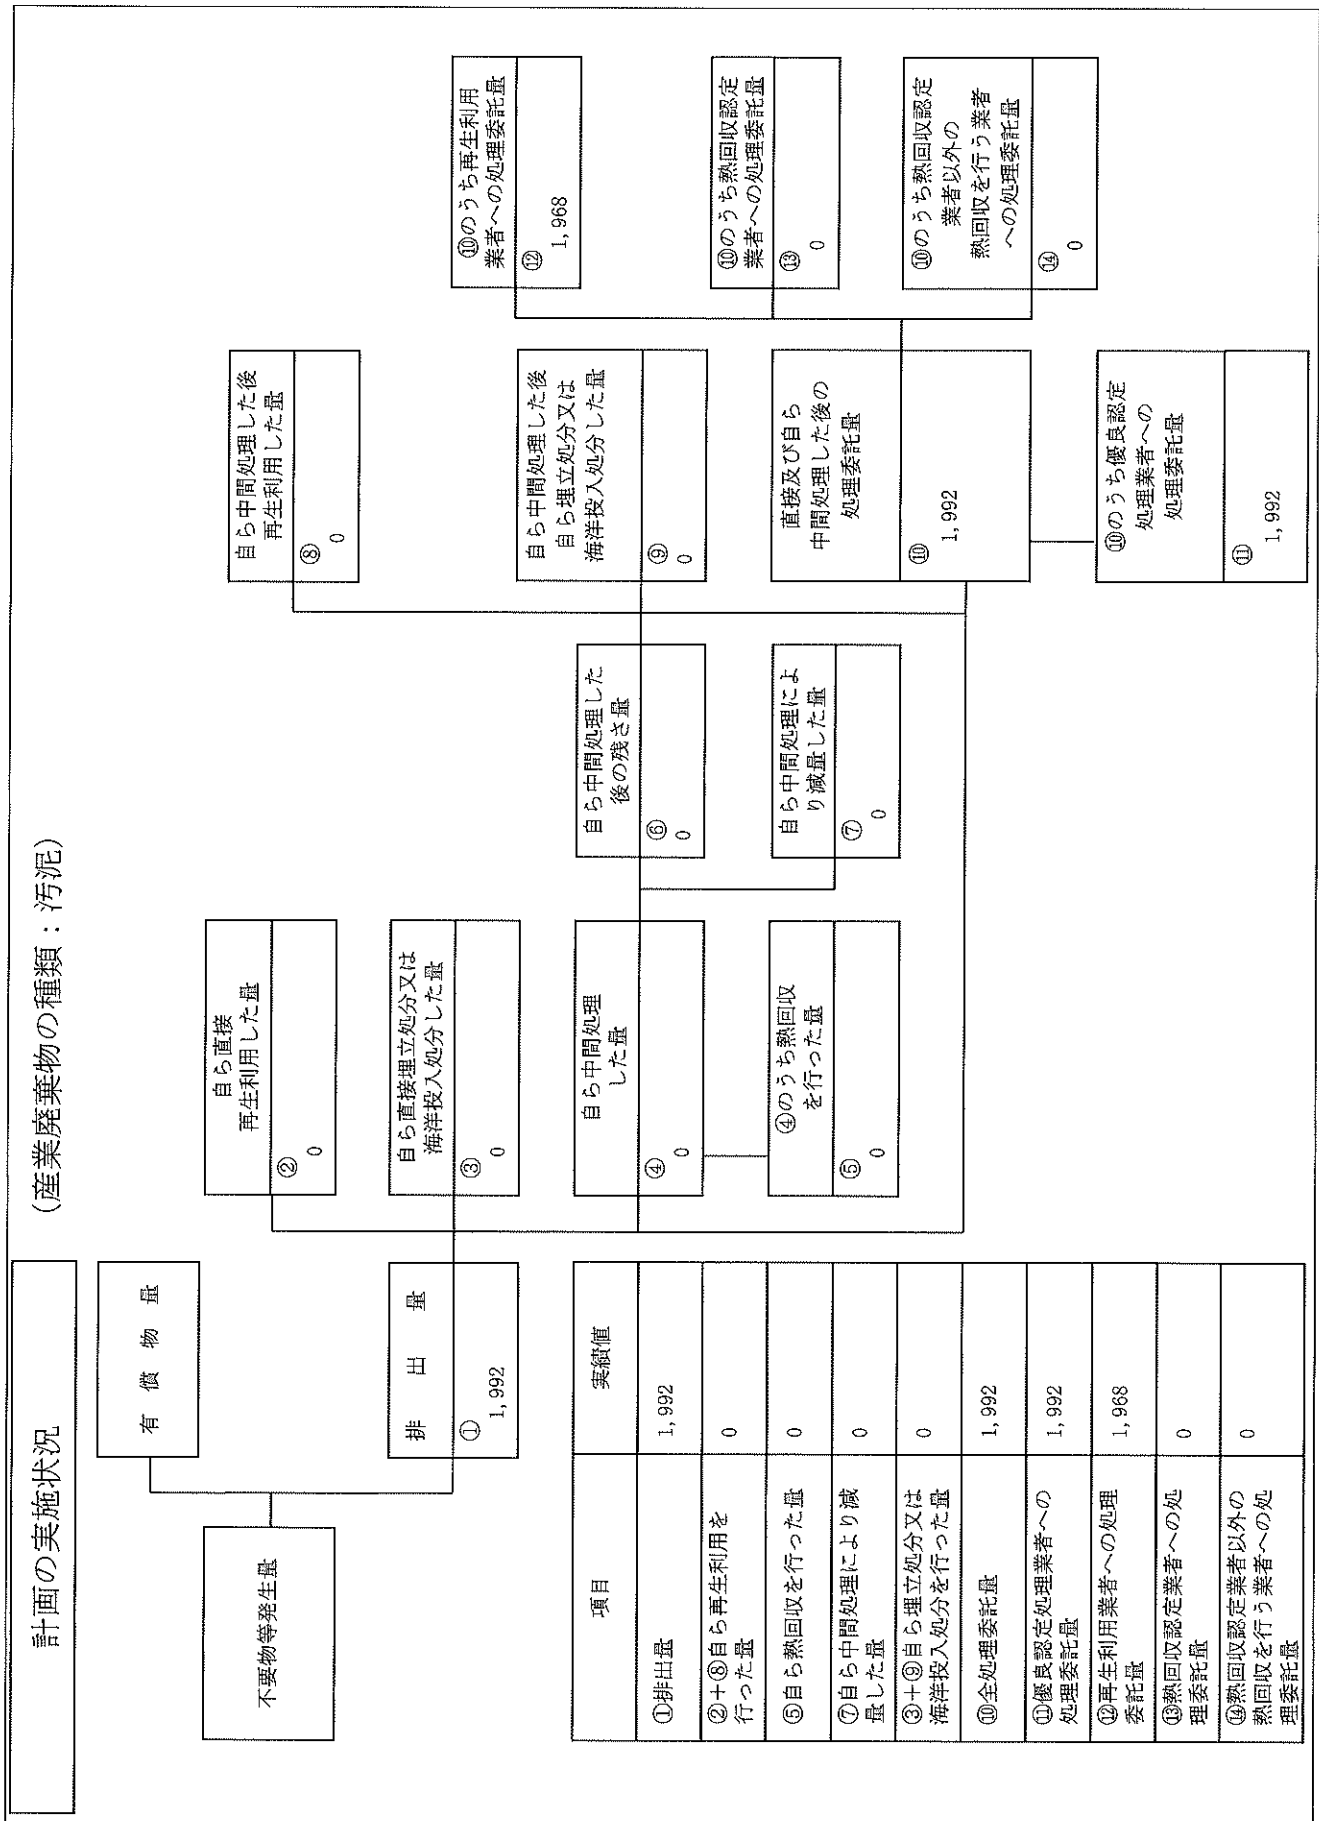 計画の実施状況
(産業廃棄物の種類：汚泥)
不要物等発生量
有償物量
排出量
①
1,992
自ら直接
再生利用した量
②
0
自ら直接埋立処分又は
海洋投入処分した量
③
0
自ら中間処理
した量
④
0
④のうち熱回収
を行った量
⑤
0
自ら中間処理した
後の残さ量
⑥
0
自ら中間処理によ
り減量した量
⑦
0
自ら中間処理した後
再生利用した量
⑧
0
自ら中間処理した後
自ら埋立処分又は
海洋投入処分した量
⑨
0
直接及び自ら
中間処理した後の
処理委託量
⑩
1,992
⑩のうち優良認定
処理業者への
処理委託量
⑪
1,992
⑩のうち再生利用
業者への処理委託量
⑫
1,968
⑩のうち熱回収認定
業者への処理委託量
⑬
0
⑩のうち熱回収認定
業者以外の
熱回収を行う業者
への処理委託量
⑭
0
項目 実績値
①排出量 1,992
②+⑧自ら再生利用を
行った量 0
⑤自ら熱回収を行った量 0
⑦自ら中間処理により減
量した量 0
③+⑨自ら埋立処分又は
海洋投入処分を行った量 0
⑩全処理委託量 1,992
⑪優良認定処理業者への
処理委託量 1,992
⑫再生利用業者への処理
委託量 1,968
⑬熱回収認定業者への処
理委託量 0
⑭熱回収認定業者以外の
熱回収を行う業者への処
理委託量 0